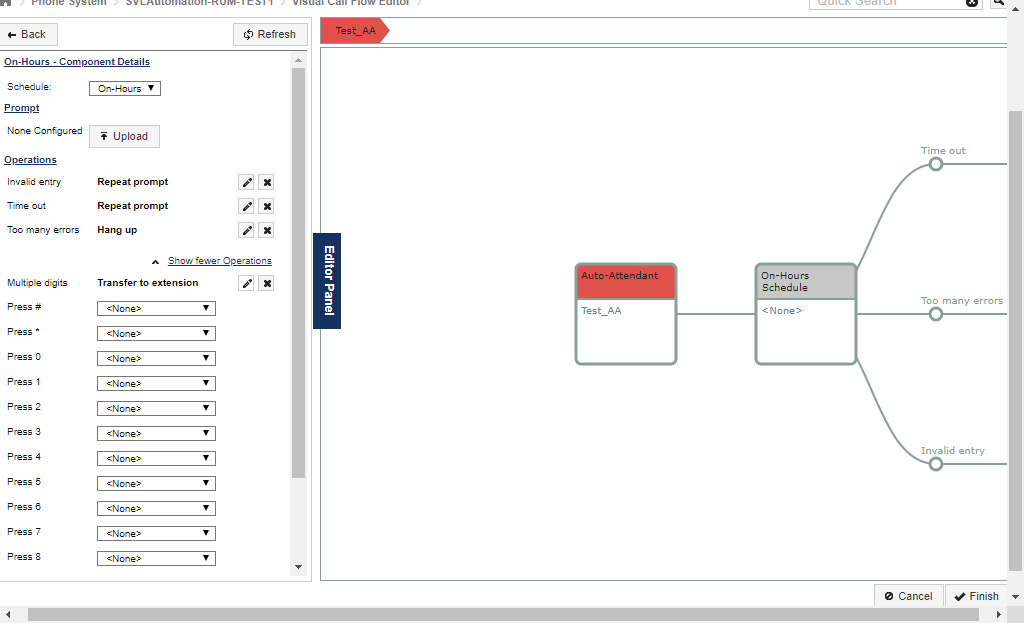 Phone System
SVLAutomation-RUM-TEST1
Visual Call Flow Editor
Quick Search
Back
Refresh
Test_AA
On-Hours - Component Details
Schedule:
On-Hours
Prompt
None Configured
Upload
Operations
Invalid entry
Repeat prompt
Time out
Repeat prompt
Too many errors
Hang up
Show fewer Operations
Multiple digits
Transfer to extension
Press #
<None>
Press *
<None>
Press 0
<None>
Press 1
<None>
Press 2
<None>
Press 3
<None>
Press 4
<None>
Press 5
<None>
Press 6
<None>
Press 7
<None>
Press 8
<None>
Editor Panel
Auto-Attendant
Test_AA
On-Hours
Schedule
<None>
Time out
Too many errors
Invalid entry
Cancel
Finish